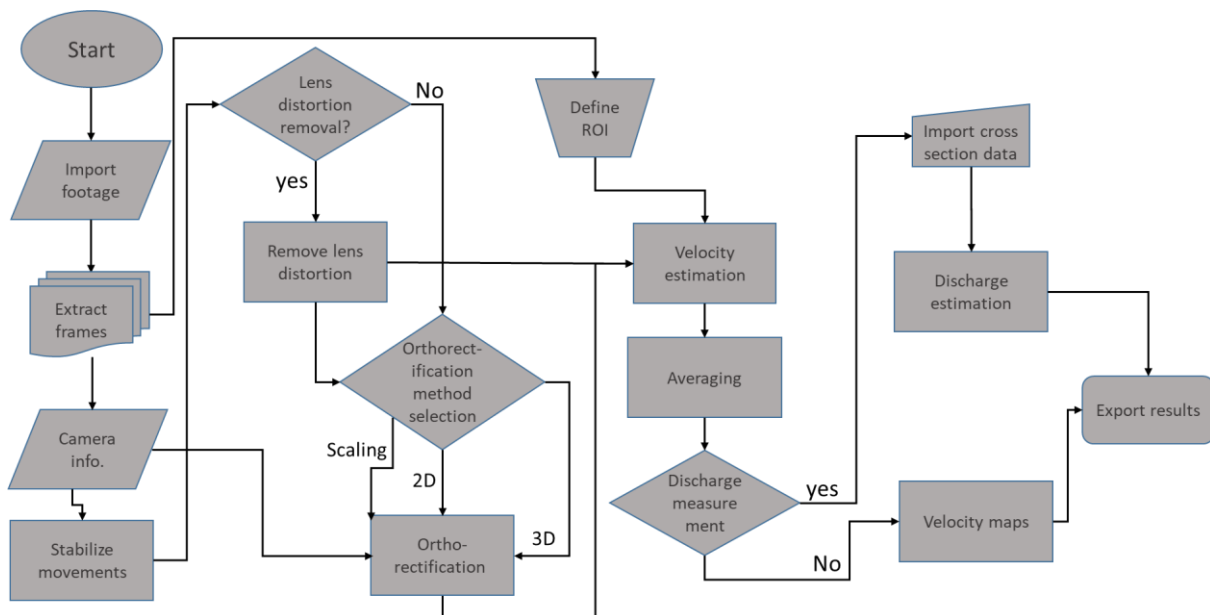 Start
Import
footage
Extract
frames
Camera
info.
Stabilize
movements
Lens
distortion
removal?
No
yes
Remove lens
distortion
Orthorect-
ification
method
selection
Scaling
2D
3D
Ortho-
rectification
Define
ROI
Velocity
estimation
Averaging
Discharge
measure
ment
yes
No
Import cross
section data
Discharge
estimation
Velocity maps
Export results